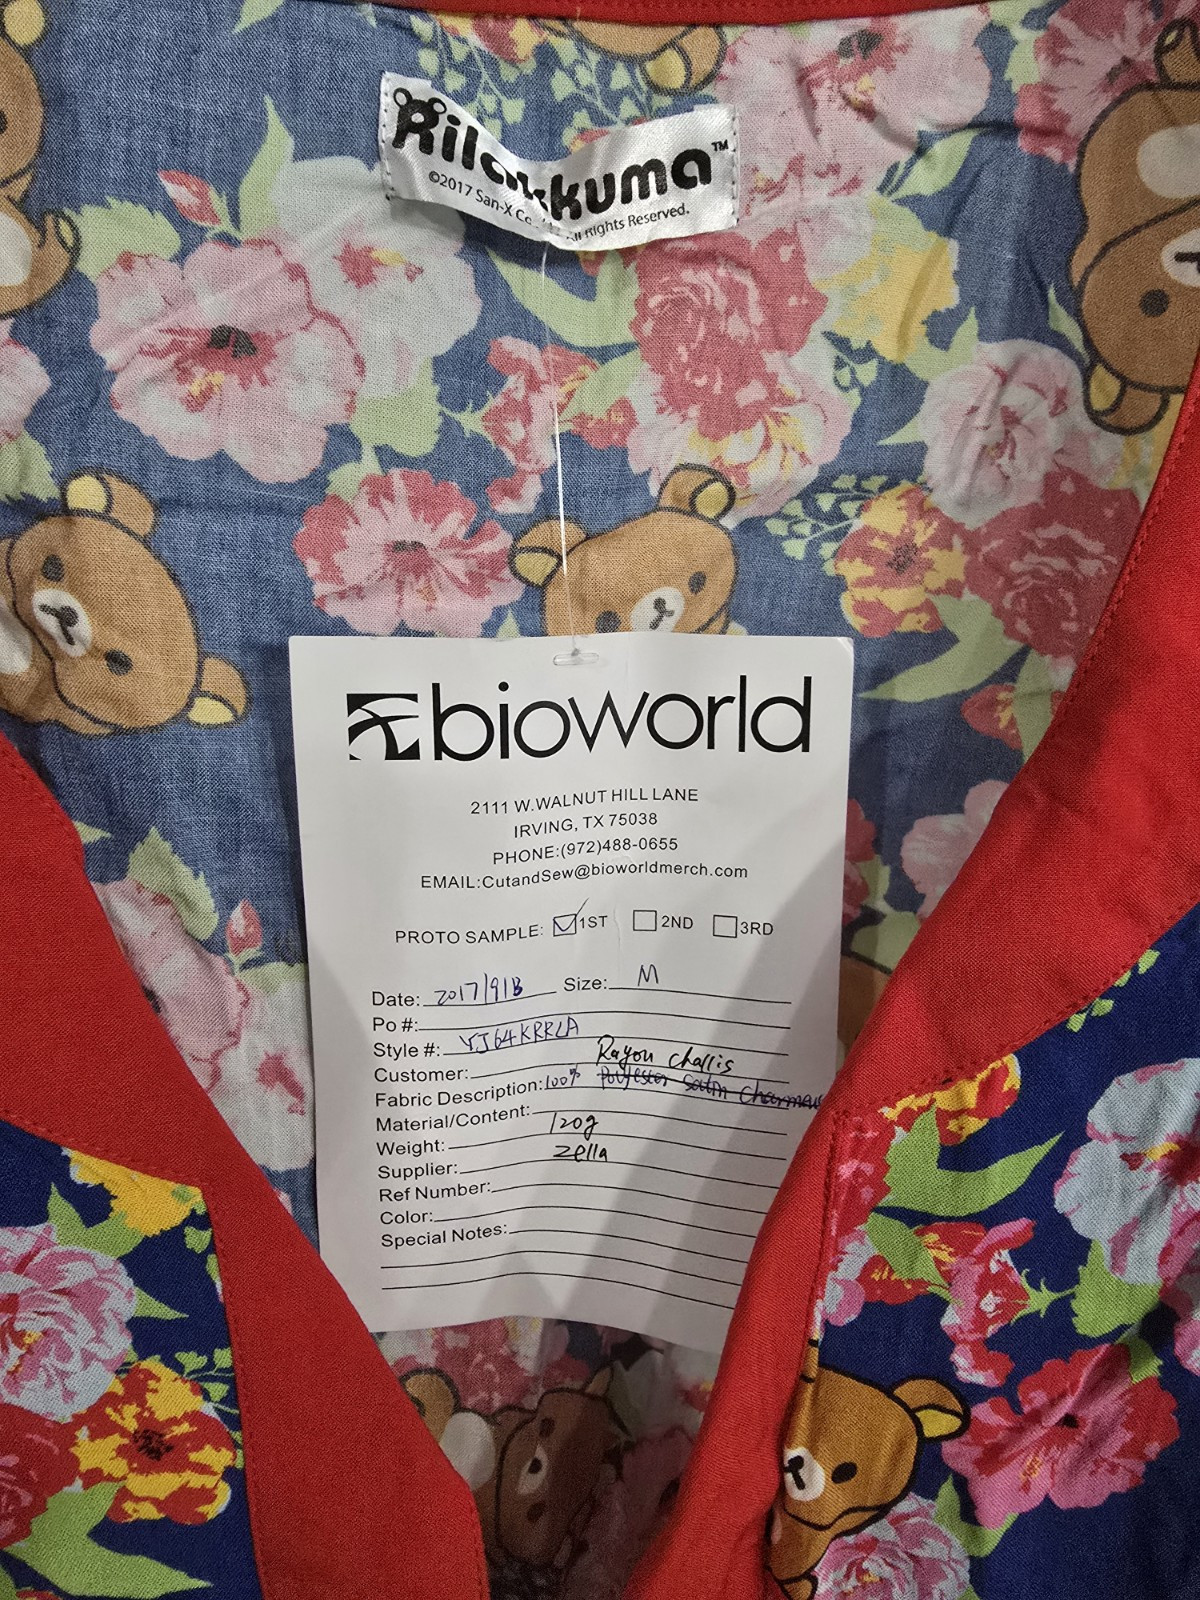 Rilakkuma™
©2017 San-X Co. All Rights Reserved.
bioworld
2111 W.WALNUT HILL LANE
IRVING, TX 75038
PHONE:(972)488-0655
EMAIL:CutandSew@bioworldmerch.com
PROTO SAMPLE: 1ST 2ND 3RD
Date: 2017/9/13 Size: M
Po #:
Style #: YJ64KRRLA
Customer:
Rayon challis
Fabric Description: 100% Polyester Satin Charmeuse
Material/Content:
Weight: 120g
Supplier: Zella
Ref Number:
Color:
Special Notes: